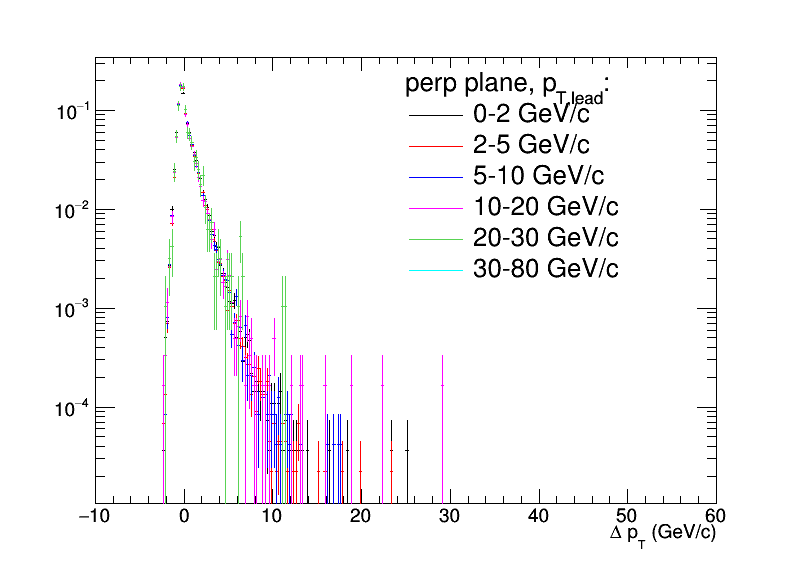 perp plane, p_T,lead:
0-2 GeV/c
2-5 GeV/c
5-10 GeV/c
10-20 GeV/c
20-30 GeV/c
30-80 GeV/c
10⁻¹
10⁻²
10⁻³
10⁻⁴
−10 0 10 20 30 40 50 60
Δ p_T (GeV/c)